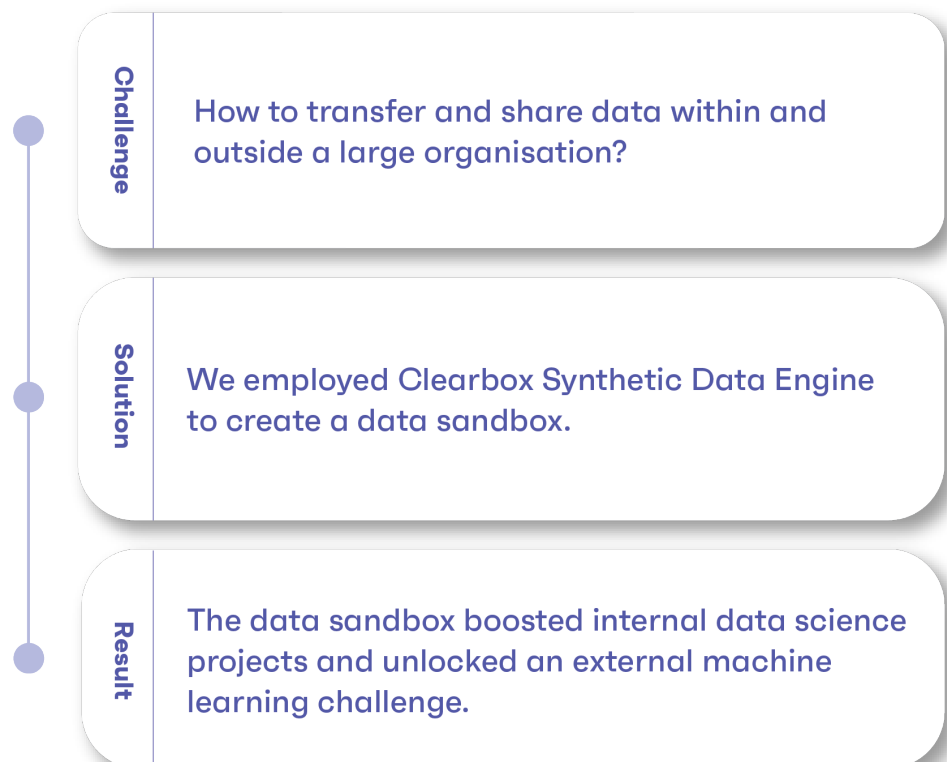 Challenge
How to transfer and share data within and
outside a large organisation?
Solution
We employed Clearbox Synthetic Data Engine
to create a data sandbox.
Result
The data sandbox boosted internal data science
projects and unlocked an external machine
learning challenge.